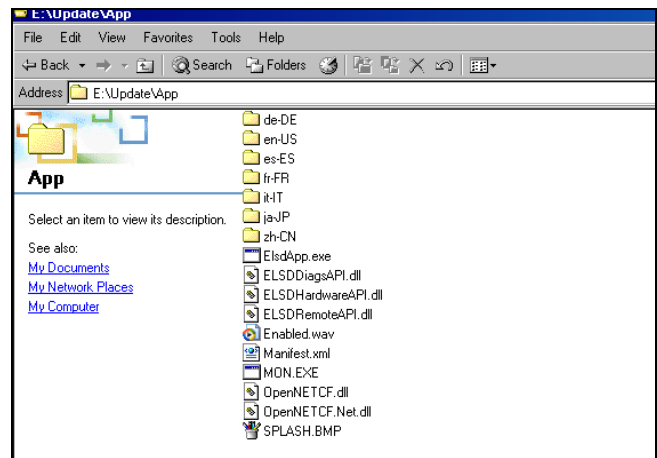 E:\Update\App
File Edit View Favorites Tools Help
Back Search Folders
Address E:\Update\App
App
Select an item to view its description.
See also:
My Documents
My Network Places
My Computer
de-DE
en-US
es-ES
fr-FR
it-IT
ja-JP
zh-CN
ElsdApp.exe
ELSDDiagsAPI.dll
ELSDHardwareAPI.dll
ELSDRemoteAPI.dll
Enabled.wav
Manifest.xml
MON.EXE
OpenNETCF.dll
OpenNETCF.Net.dll
SPLASH.BMP